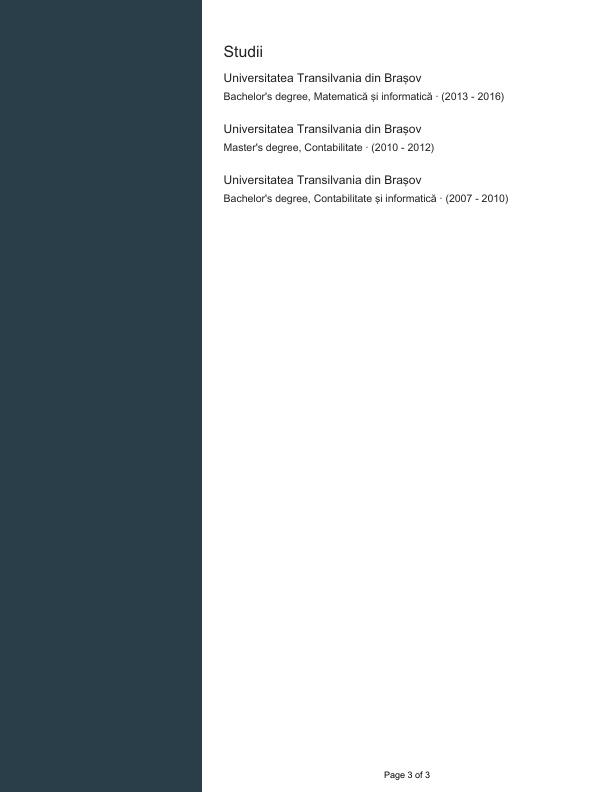 Studii
Universitatea Transilvania din Brașov
Bachelor's degree, Matematică și informatică · (2013 - 2016)
Universitatea Transilvania din Brașov
Master's degree, Contabilitate · (2010 - 2012)
Universitatea Transilvania din Brașov
Bachelor's degree, Contabilitate și informatică · (2007 - 2010)
Page 3 of 3